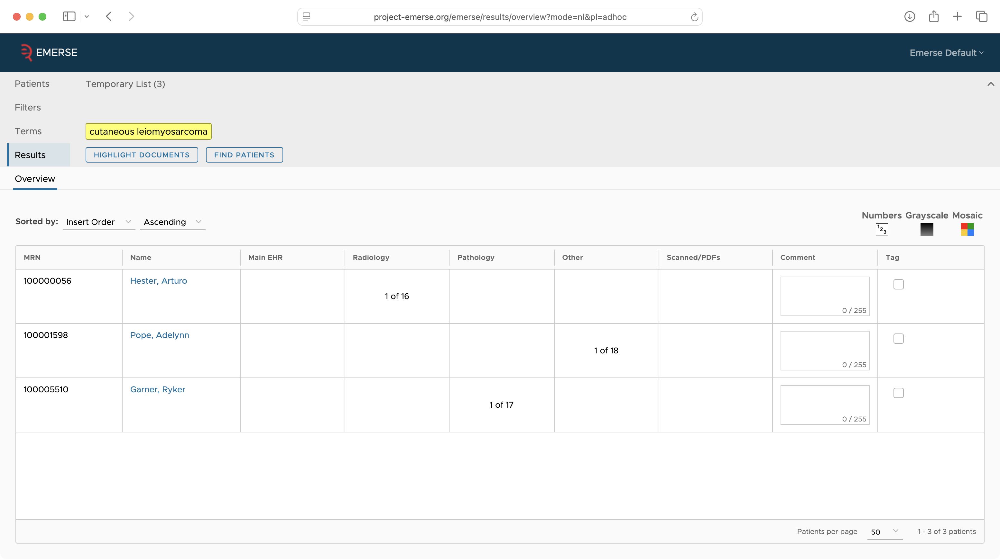 project-emerse.org/emerse/results/overview?mode=nl&pl=adhoc
EMERSE
Emerse Default
Patients
Temporary List (3)
Filters
Terms
cutaneous leiomyosarcoma
Results
HIGHLIGHT DOCUMENTS
FIND PATIENTS
Overview
Sorted by: Insert Order Ascending
Numbers Grayscale Mosaic
1 2 3
MRN Name Main EHR Radiology Pathology Other Scanned/PDFs Comment Tag
100000056 Hester, Arturo
1 of 16
0 / 255
100001598 Pope, Adelynn
1 of 18
0 / 255
100005510 Garner, Ryker
1 of 17
0 / 255
Patients per page 50 1 - 3 of 3 patients